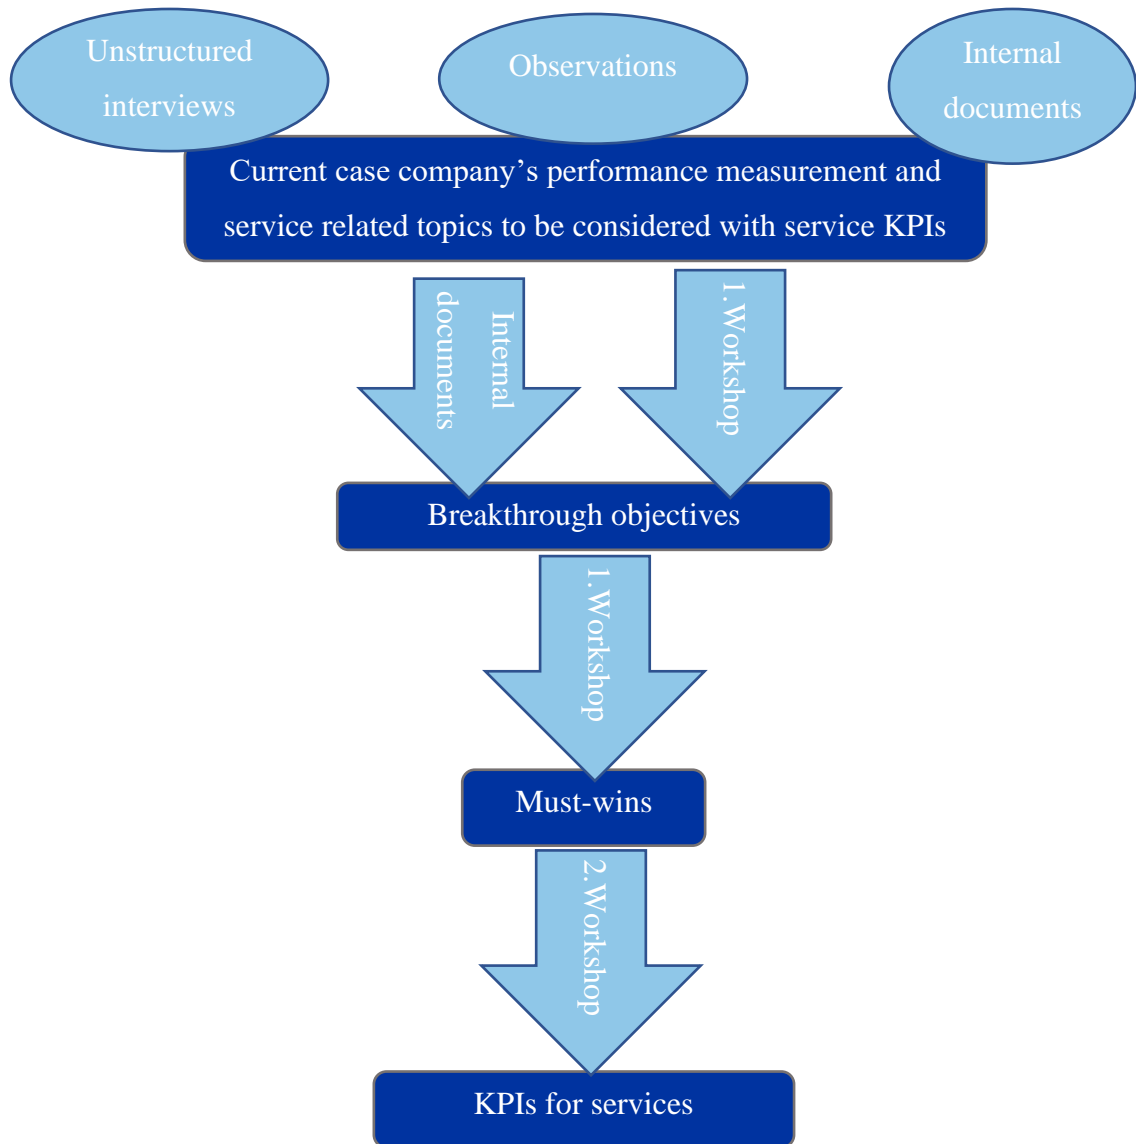 Unstructured
interviews
Observations
Internal
documents
Current case company’s performance measurement and
service related topics to be considered with service KPIs
Internal
documents
1.Workshop
Breakthrough objectives
1.Workshop
Must-wins
2.Workshop
KPIs for services